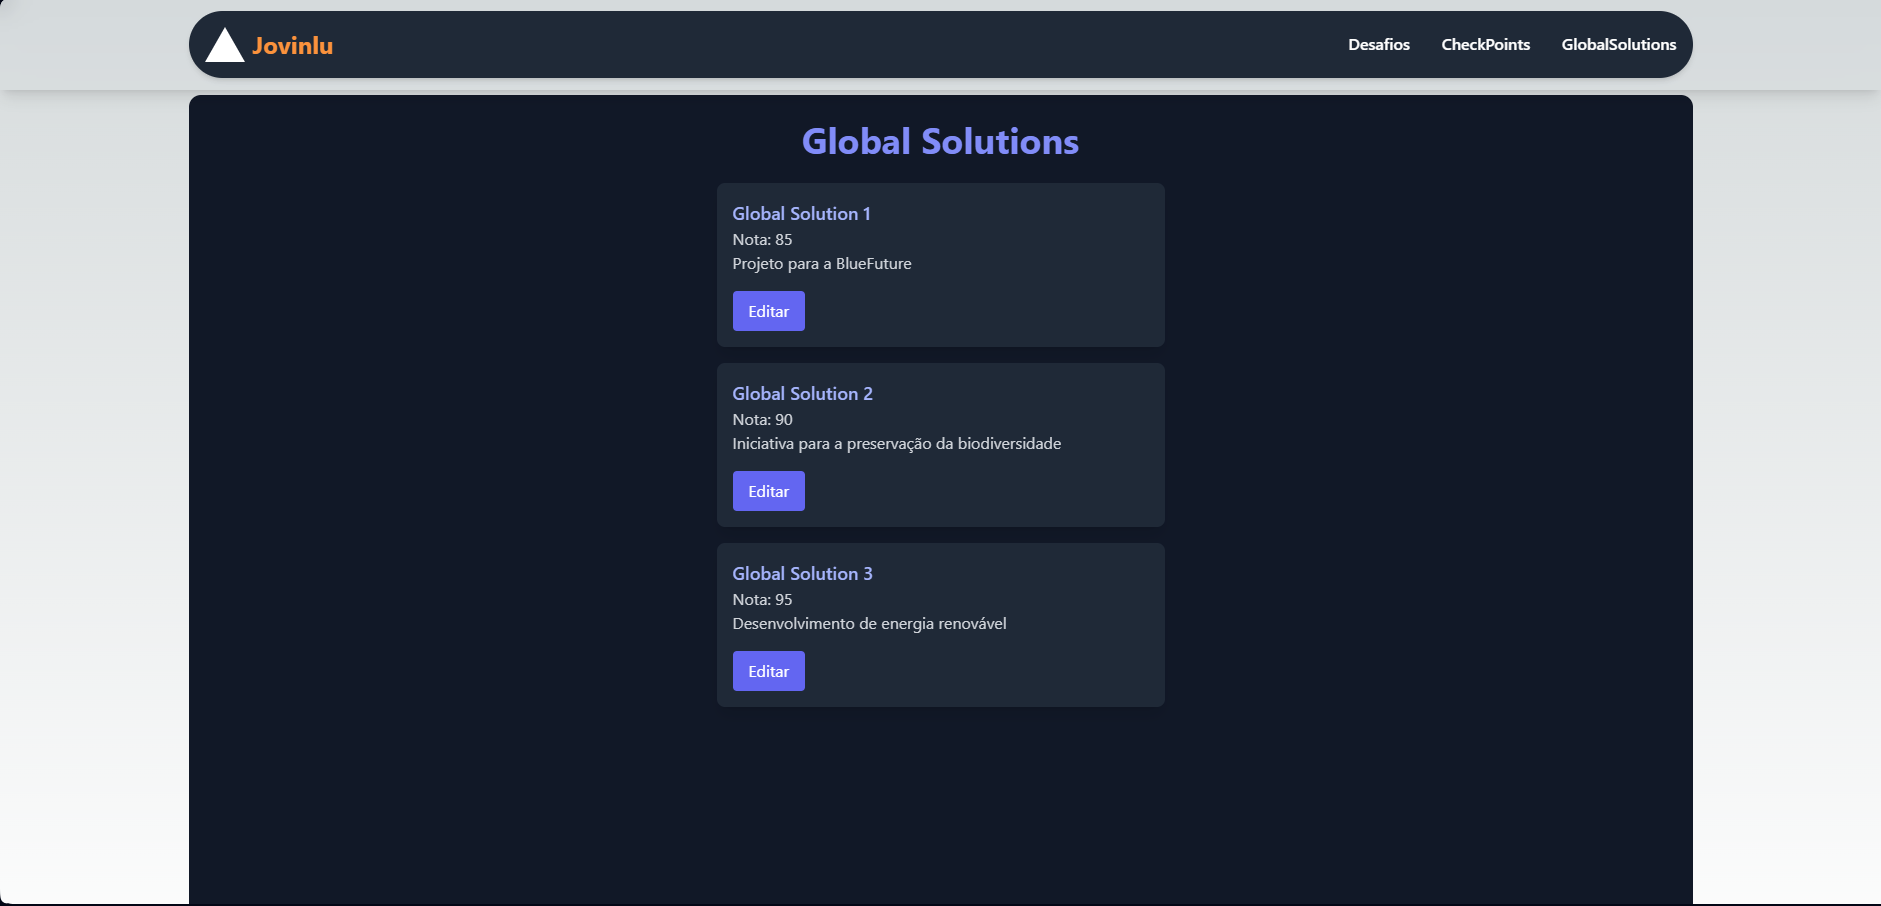 Jovinlu
Desafios
CheckPoints
GlobalSolutions
Global Solutions
Global Solution 1
Nota: 85
Projeto para a BlueFuture
Editar
Global Solution 2
Nota: 90
Iniciativa para a preservação da biodiversidade
Editar
Global Solution 3
Nota: 95
Desenvolvimento de energia renovável
Editar